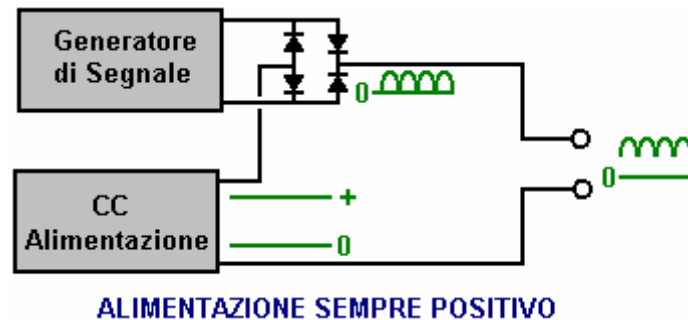 Generatore
di Segnale
0
0
CC
Alimentazione
+
0
ALIMENTAZIONE SEMPRE POSITIVO